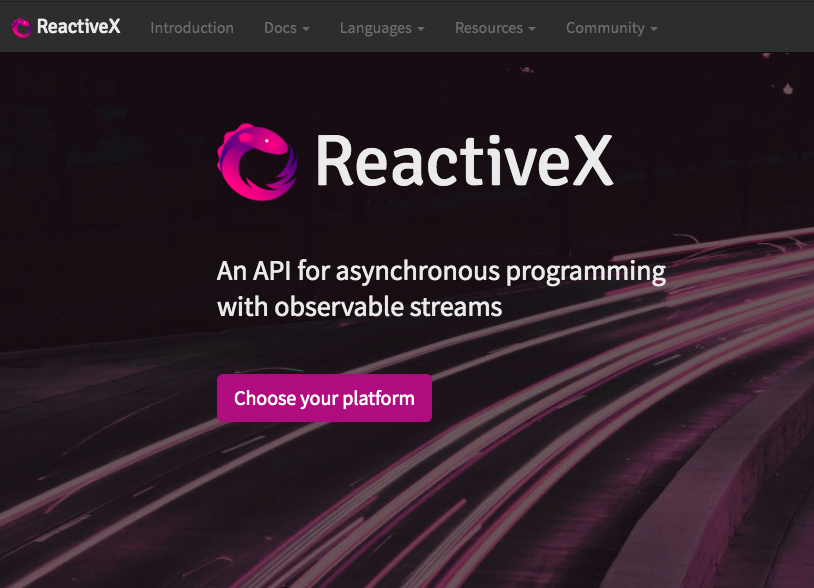 ReactiveX Introduction Docs Languages Resources Community
ReactiveX
An API for asynchronous programming
with observable streams
Choose your platform